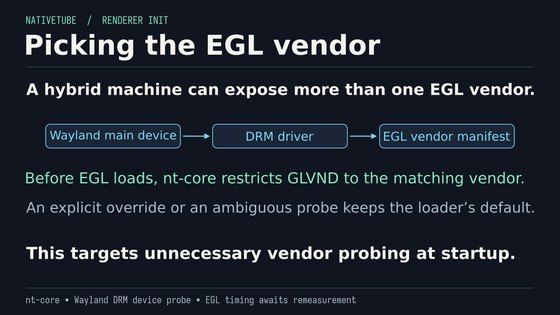 NATIVETUBE / RENDERER INIT
Picking the EGL vendor
A hybrid machine can expose more than one EGL vendor.
Wayland main device
DRM driver
EGL vendor manifest
Before EGL loads, nt-core restricts GLVND to the matching vendor.
An explicit override or an ambiguous probe keeps the loader’s default.
This targets unnecessary vendor probing at startup.
nt-core • Wayland DRM device probe • EGL timing awaits remeasurement